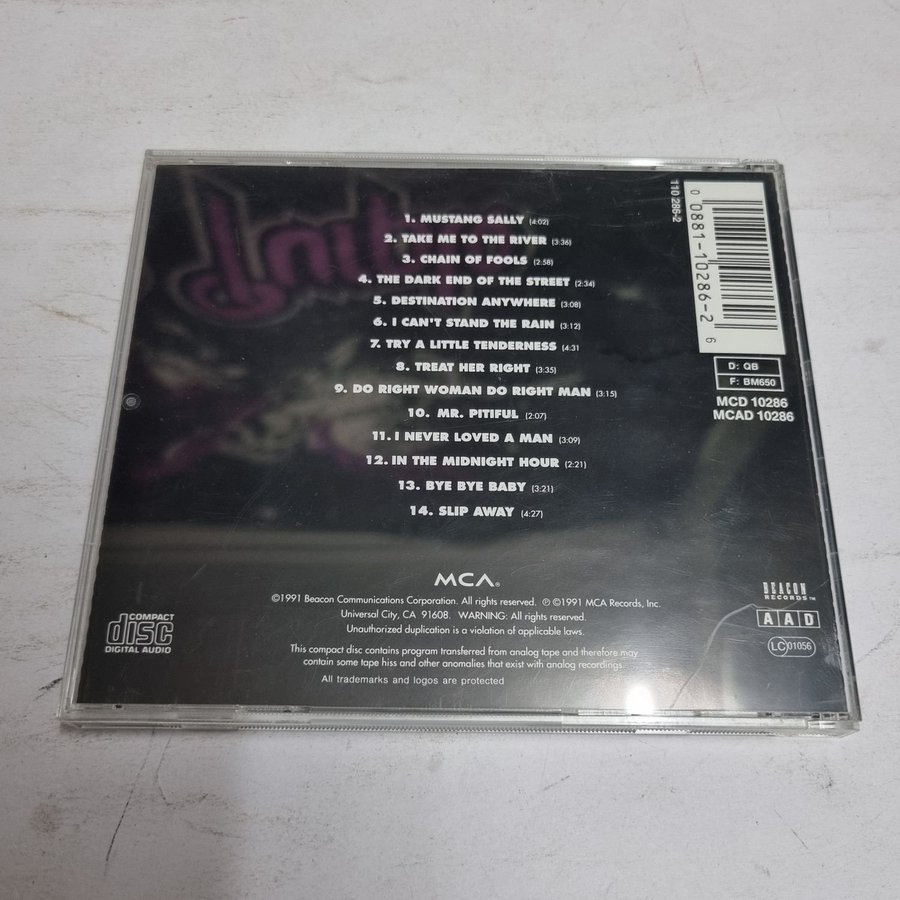 1. MUSTANG SALLY (4:02)
2. TAKE ME TO THE RIVER (3:36)
3. CHAIN OF FOOLS (2:58)
4. THE DARK END OF THE STREET (2:34)
5. DESTINATION ANYWHERE (3:08)
6. I CAN'T STAND THE RAIN (3:12)
7. TRY A LITTLE TENDERNESS (4:31
8. TREAT HER RIGHT (3:35)
9. DO RIGHT WOMAN DO RIGHT MAN (3:15)
10. MR. PITIFUL (2:07)
11. I NEVER LOVED A MAN (3:09)
12. IN THE MIDNIGHT HOUR (2:21)
13. BYE BYE BABY (3:21)
14. SLIP AWAY (4:27)
110 286-2
0 0881-10286-2 6
D: QB
F: BM650
MCD 10286
MCAD 10286
MCA®
©1991 Beacon Communications Corporation. All rights reserved. ℗ ©1991 MCA Records, Inc.
Universal City, CA 91608. WARNING: All rights reserved.
Unauthorized duplication is a violation of applicable laws.
This compact disc contains program transferred from analog tape and therefore may
contain some tape hiss and other anomalies that exist with analog recordings.
All trademarks and logos are protected
COMPACT
disc
DIGITAL AUDIO
BEACON
RECORDS™
AAD
LC 01056